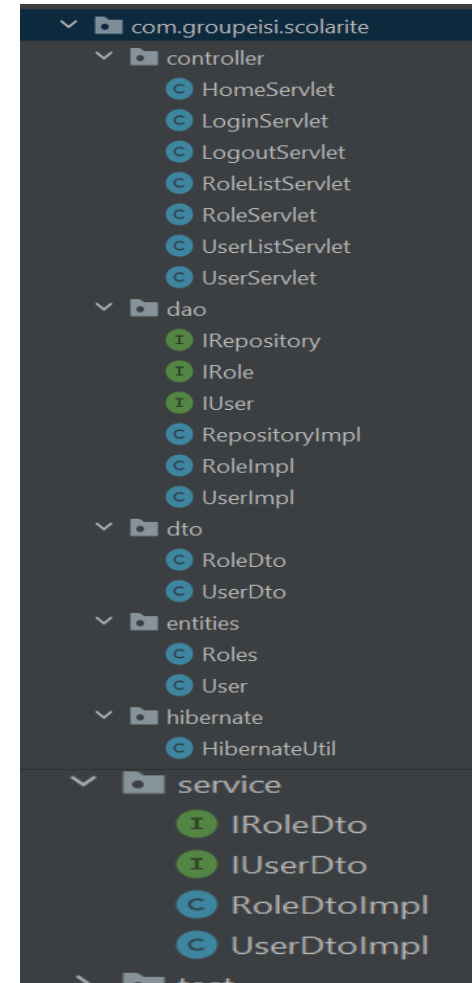 com.groupeisi.scolarite
controller
C HomeServlet
C LoginServlet
C LogoutServlet
C RoleListServlet
C RoleServlet
C UserListServlet
C UserServlet
dao
I IRepository
I IRole
I IUser
C RepositoryImpl
C RoleImpl
C UserImpl
dto
C RoleDto
C UserDto
entities
C Roles
C User
hibernate
C HibernateUtil
service
I IRoleDto
I IUserDto
C RoleDtoImpl
C UserDtoImpl